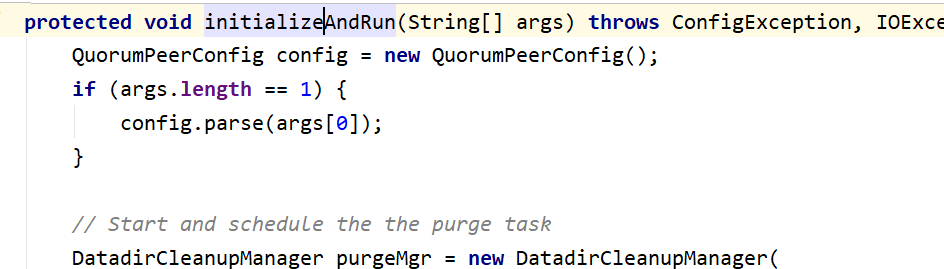 protected void initializeAndRun(String[] args) throws ConfigException, IOExce
QuorumPeerConfig config = new QuorumPeerConfig();
if (args.length == 1) {
config.parse(args[0]);
}
// Start and schedule the the purge task
DatadirCleanupManager purgeMgr = new DatadirCleanupManager(